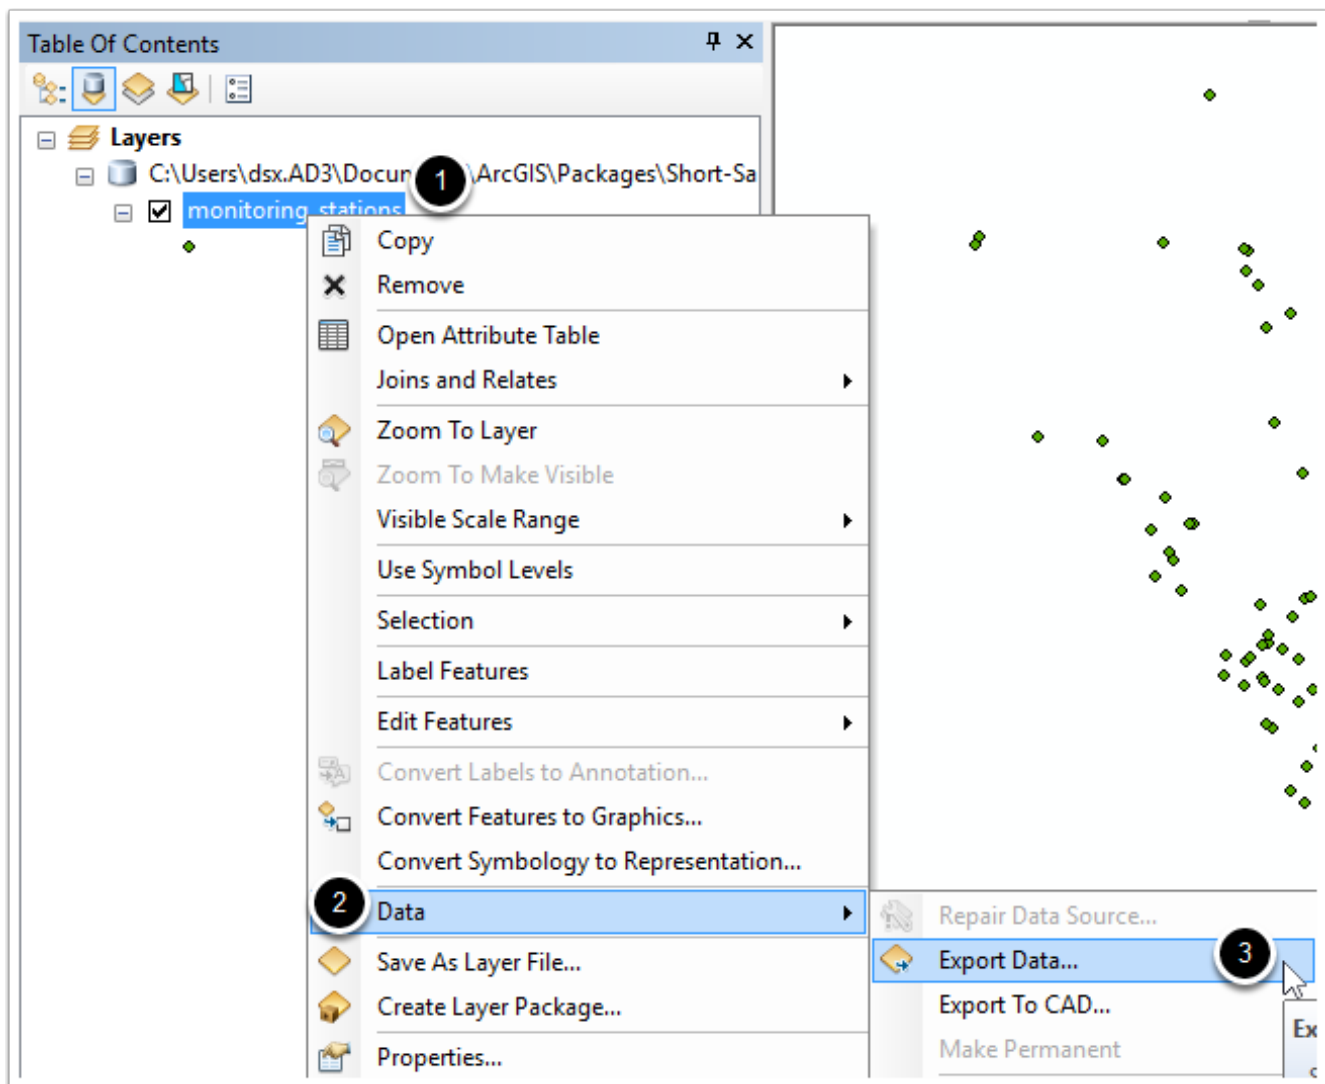 Table Of Contents
Layers
C:\Users\dsx.AD3\Docum 1 \ArcGIS\Packages\Short-Sa
monitoring_stations
Copy
Remove
Open Attribute Table
Joins and Relates
Zoom To Layer
Zoom To Make Visible
Visible Scale Range
Use Symbol Levels
Selection
Label Features
Edit Features
Convert Labels to Annotation...
Convert Features to Graphics...
Convert Symbology to Representation...
2 Data
Repair Data Source...
Export Data... 3
Save As Layer File...
Export To CAD...
Create Layer Package...
Ex
Make Permanent
Properties...